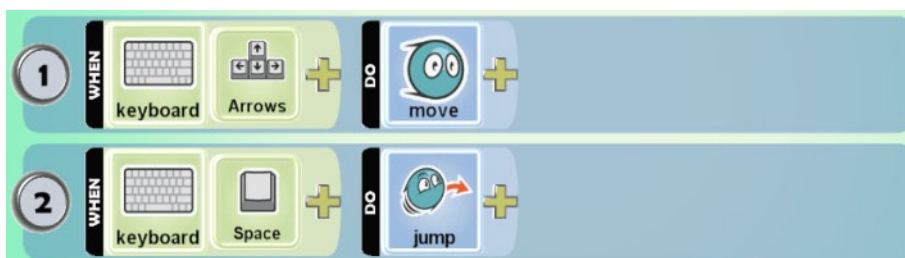 1 WHEN keyboard Arrows DO move
2 WHEN keyboard Space DO jump